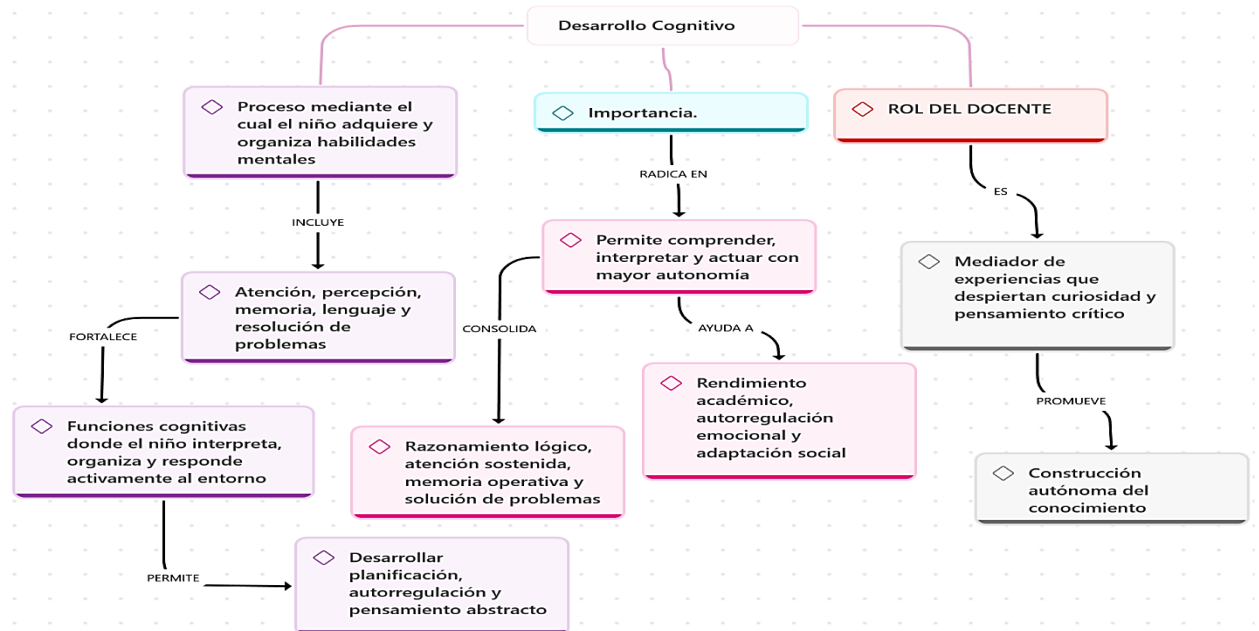 Desarrollo Cognitivo
Proceso mediante el
cual el niño adquiere y
organiza habilidades
mentales
INCLUYE
Atención, percepción,
memoria, lenguaje y
resolución de
problemas
FORTALECE
Funciones cognitivas
donde el niño interpreta,
organiza y responde
activamente al entorno
PERMITE
Desarrollar
planificación,
autorregulación y
pensamiento abstracto
Importancia.
RADICA EN
Permite comprender,
interpretar y actuar con
mayor autonomía
CONSOLIDA
Razonamiento lógico,
atención sostenida,
memoria operativa y
solución de problemas
AYUDA A
Rendimiento
académico,
autorregulación
emocional y
adaptación social
ROL DEL DOCENTE
ES
Mediador de
experiencias que
despiertan curiosidad y
pensamiento crítico
PROMUEVE
Construcción
autónoma del
conocimiento